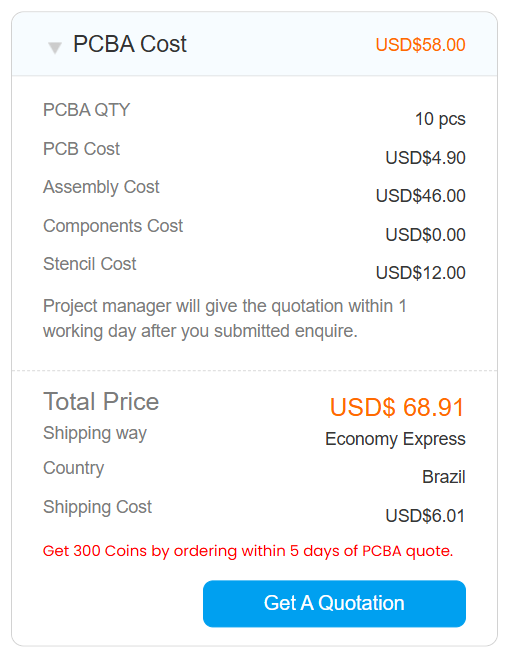 PCBA Cost USD$58.00
PCBA QTY 10 pcs
PCB Cost USD$4.90
Assembly Cost USD$46.00
Components Cost USD$0.00
Stencil Cost USD$12.00
Project manager will give the quotation within 1
working day after you submitted enquire.
Total Price USD$ 68.91
Shipping way Economy Express
Country Brazil
Shipping Cost USD$6.01
Get 300 Coins by ordering within 5 days of PCBA quote.
Get A Quotation